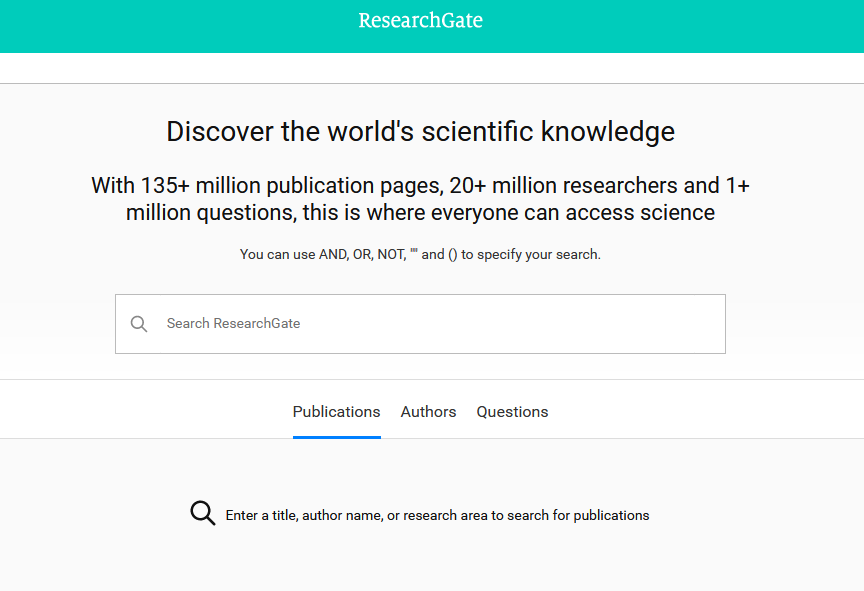 ResearchGate
Discover the world's scientific knowledge
With 135+ million publication pages, 20+ million researchers and 1+
million questions, this is where everyone can access science
You can use AND, OR, NOT, "" and () to specify your search.
Search ResearchGate
Publications Authors Questions
Enter a title, author name, or research area to search for publications